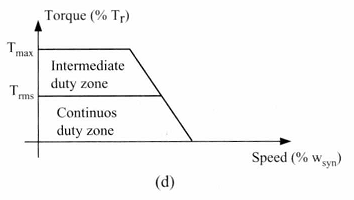 Torque (% Tr)
Tmax
Intermediate
duty zone
Trms
Continuos
duty zone
Speed (% wsyn)
(d)